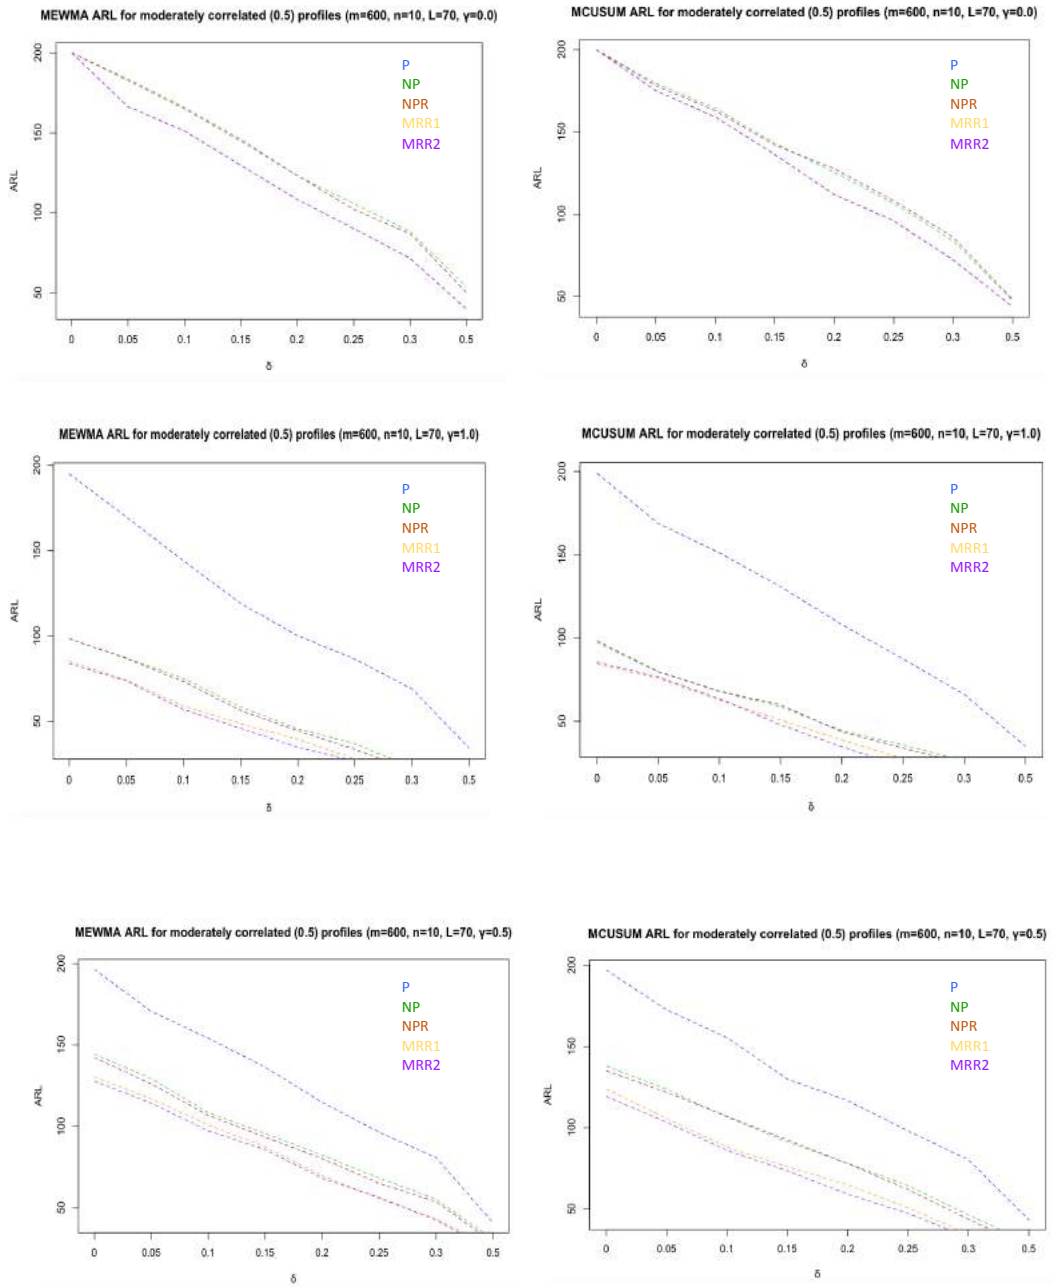 MEWMA ARL for moderately correlated (0.5) profiles (m=600, n=10, L=70, γ=0.0)
ARL
200
150
100
50
P
NP
NPR
MRR1
MRR2
0 0.05 0.1 0.15 0.2 0.25 0.3 0.5
δ
MCUSUM ARL for moderately correlated (0.5) profiles (m=600, n=10, L=70, γ=0.0)
ARL
200
150
100
50
P
NP
NPR
MRR1
MRR2
0 0.05 0.1 0.15 0.2 0.25 0.3 0.5
δ
MEWMA ARL for moderately correlated (0.5) profiles (m=600, n=10, L=70, γ=1.0)
ARL
200
150
100
50
P
NP
NPR
MRR1
MRR2
0 0.05 0.1 0.15 0.2 0.25 0.3 0.5
δ
MCUSUM ARL for moderately correlated (0.5) profiles (m=600, n=10, L=70, γ=1.0)
ARL
200
150
100
50
P
NP
NPR
MRR1
MRR2
0 0.05 0.1 0.15 0.2 0.25 0.3 0.5
δ
MEWMA ARL for moderately correlated (0.5) profiles (m=600, n=10, L=70, γ=0.5)
ARL
200
150
100
50
P
NP
NPR
MRR1
MRR2
0 0.05 0.1 0.15 0.2 0.25 0.3 0.5
δ
MCUSUM ARL for moderately correlated (0.5) profiles (m=600, n=10, L=70, γ=0.5)
ARL
200
150
100
50
P
NP
NPR
MRR1
MRR2
0 0.05 0.1 0.15 0.2 0.25 0.3 0.5
δ